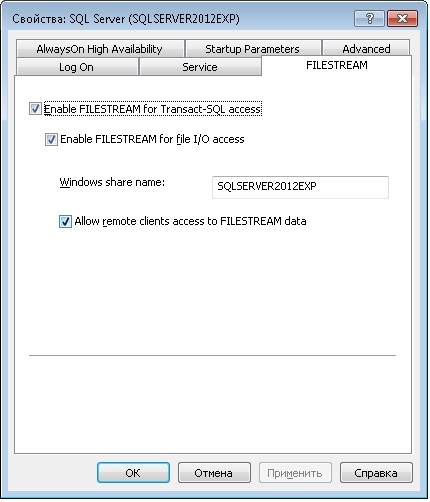 Свойства: SQL Server (SQLSERVER2012EXP)
AlwaysOn High Availability Startup Parameters Advanced
Log On Service FILESTREAM
Enable FILESTREAM for Transact-SQL access
Enable FILESTREAM for file I/O access
Windows share name: SQLSERVER2012EXP
Allow remote clients access to FILESTREAM data
OK Отмена Применить Справка